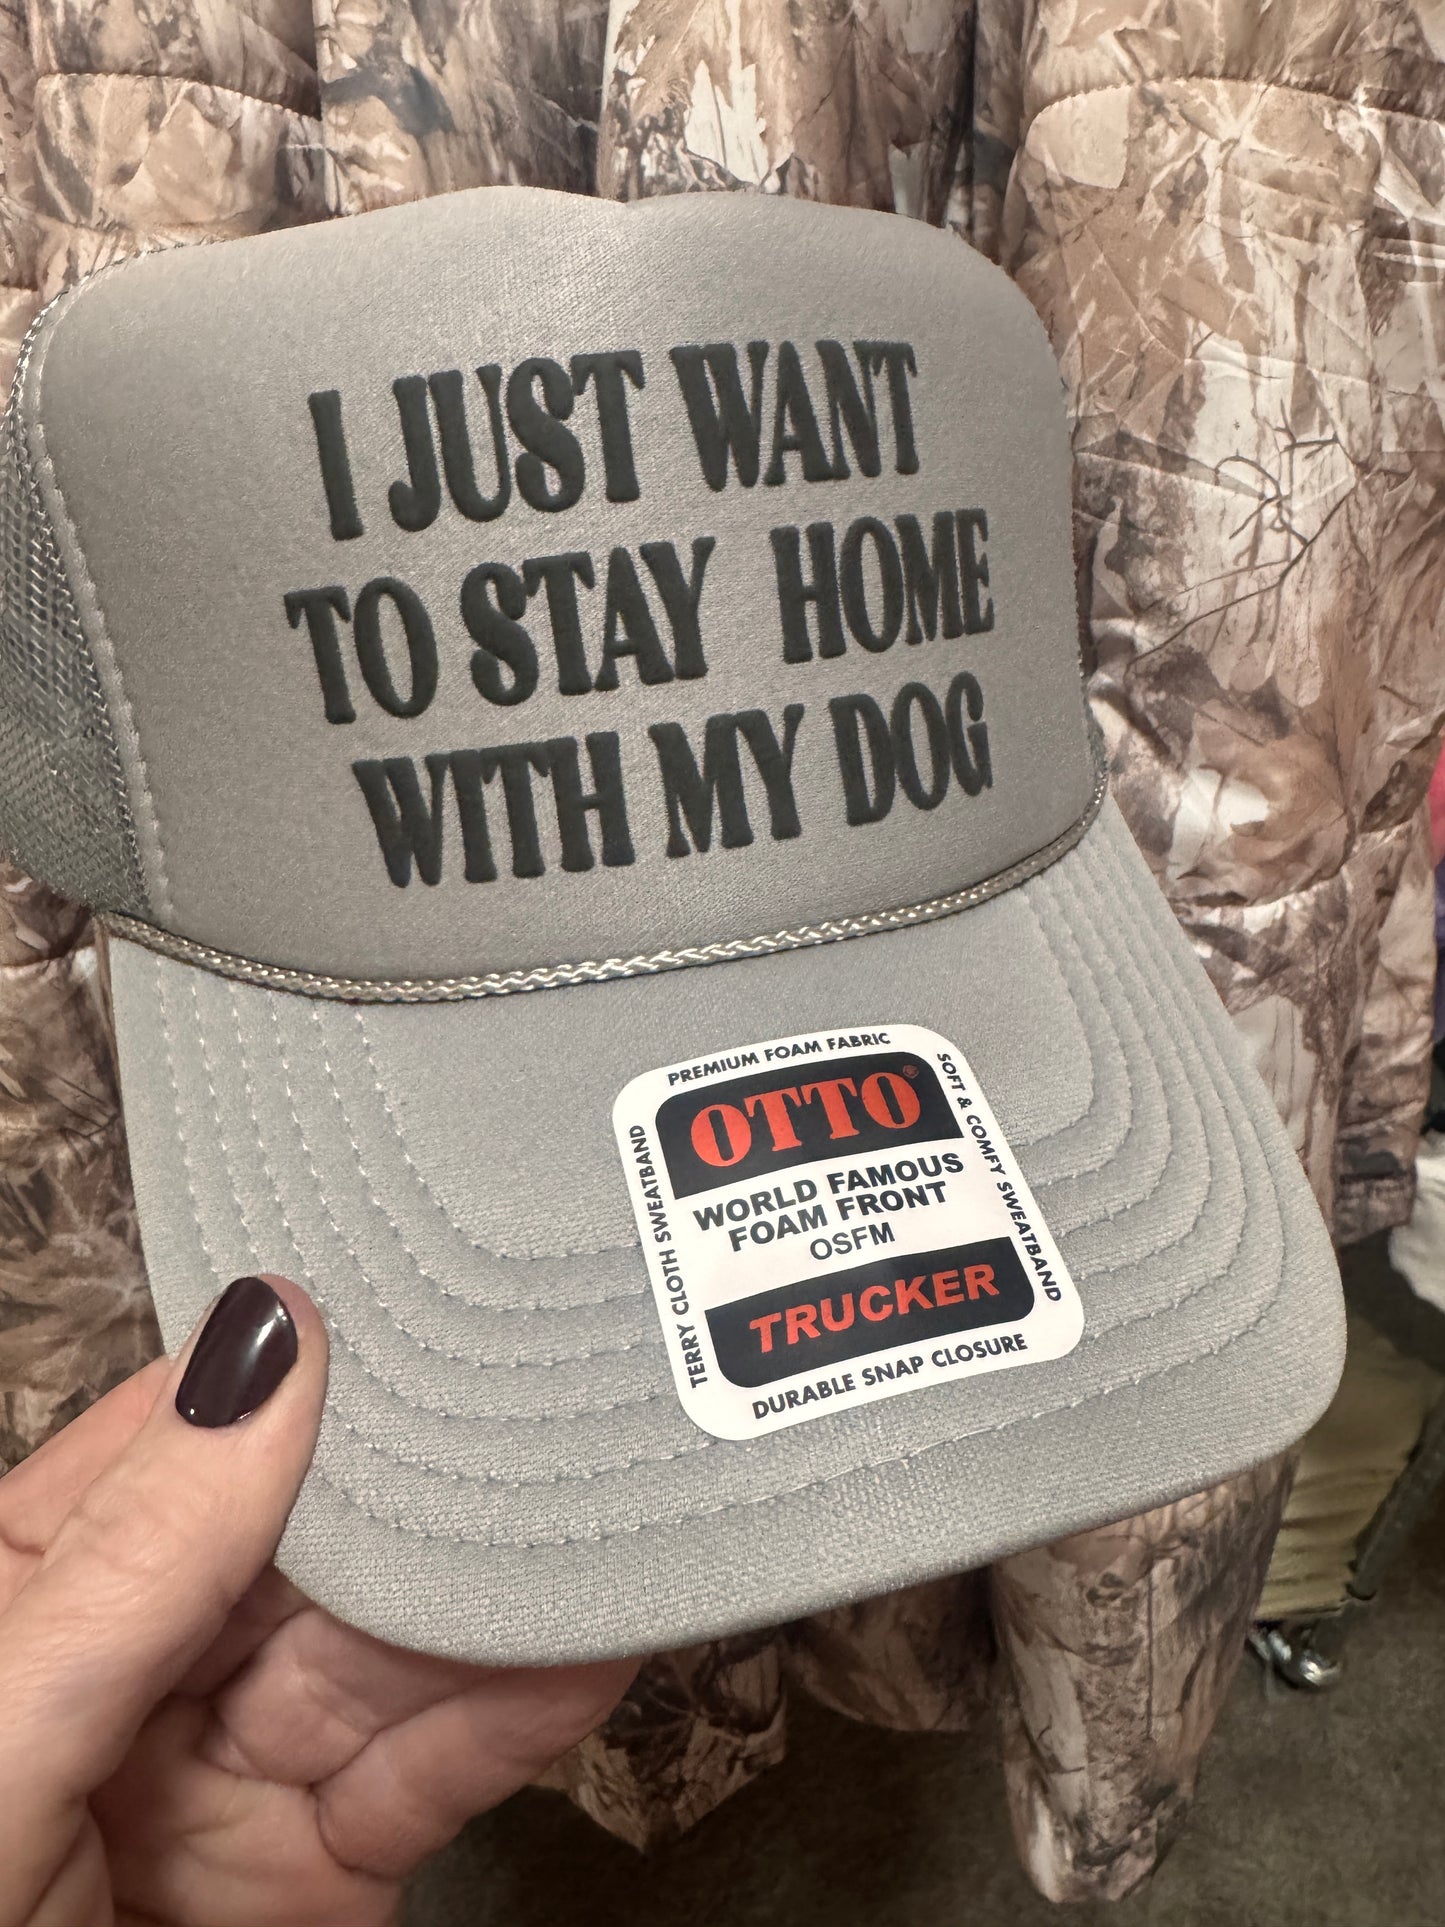 I JUST WANT
TO STAY HOME
WITH MY DOG
PREMIUM FOAM FABRIC
SOFT & COMFY SWEATBAND
TERRY CLOTH SWEATBAND
OTTO®
WORLD FAMOUS
FOAM FRONT
OSFM
TRUCKER
DURABLE SNAP CLOSURE